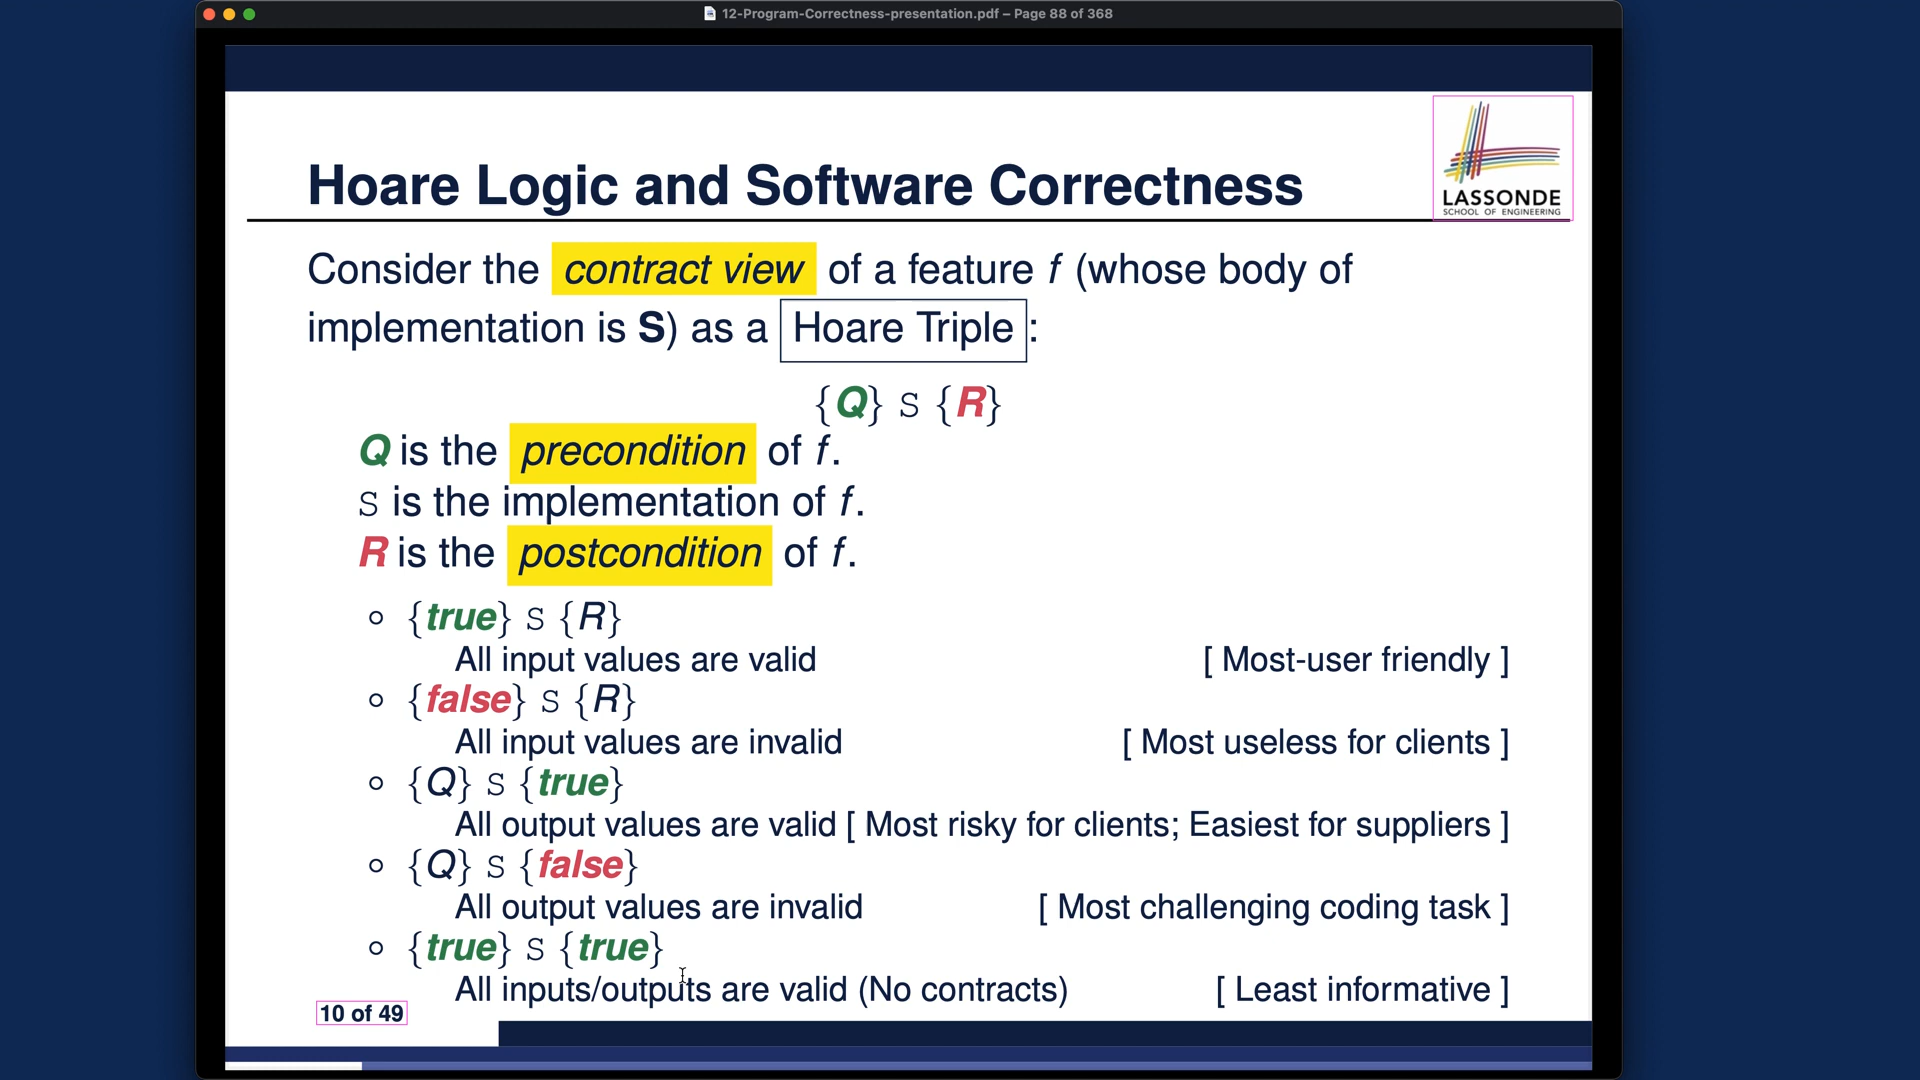 12-Program-Correctness-presentation.pdf – Page 88 of 368
LASSONDE
SCHOOL OF ENGINEERING
Hoare Logic and Software Correctness
Consider the contract view of a feature f (whose body of
implementation is S) as a Hoare Triple :
{Q} S {R}
Q is the precondition of f.
S is the implementation of f.
R is the postcondition of f.
○ {true} S {R}
All input values are valid [ Most-user friendly ]
○ {false} S {R}
All input values are invalid [ Most useless for clients ]
○ {Q} S {true}
All output values are valid [ Most risky for clients; Easiest for suppliers ]
○ {Q} S {false}
All output values are invalid [ Most challenging coding task ]
○ {true} S {true}
All inputs/outputs are valid (No contracts) [ Least informative ]
10 of 49